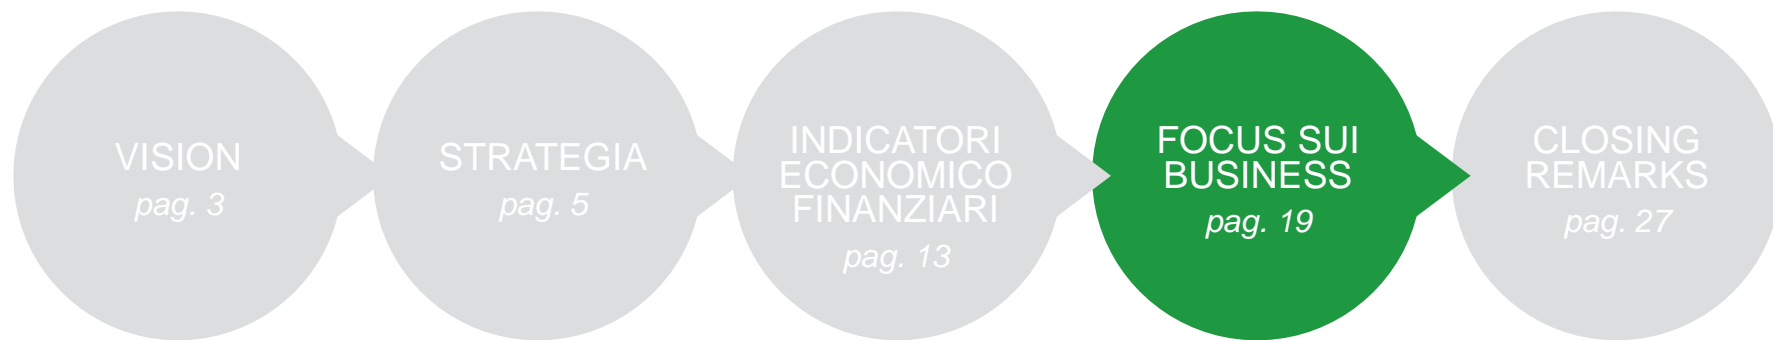 VISION
pag. 3
STRATEGIA
pag. 5
INDICATORI
ECONOMICO
FINANZIARI
pag. 13
FOCUS SUI
BUSINESS
pag. 19
CLOSING
REMARKS
pag. 27